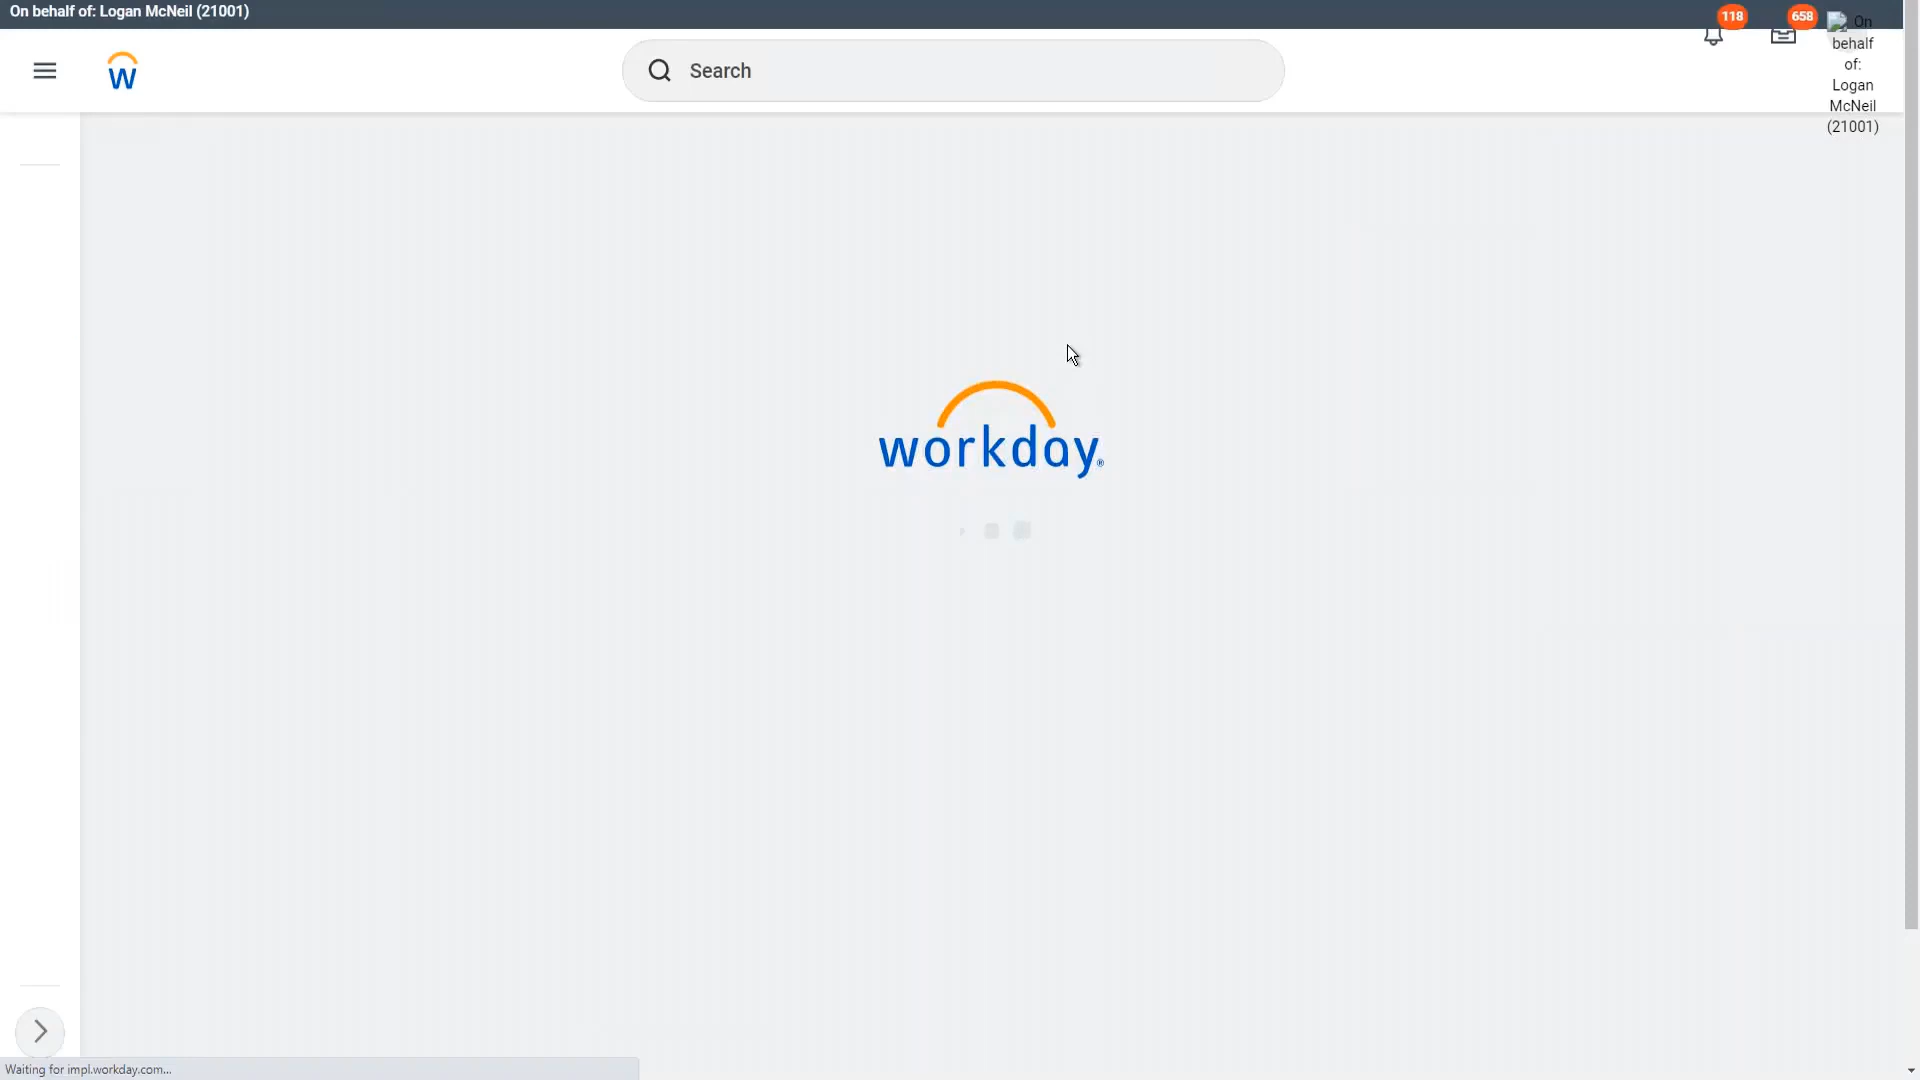 On behalf of: Logan McNeil (21001)
118
658
On
behalf
of:
Logan
McNeil
(21001)
W
Search
workday®
Waiting for impl.workday.com...